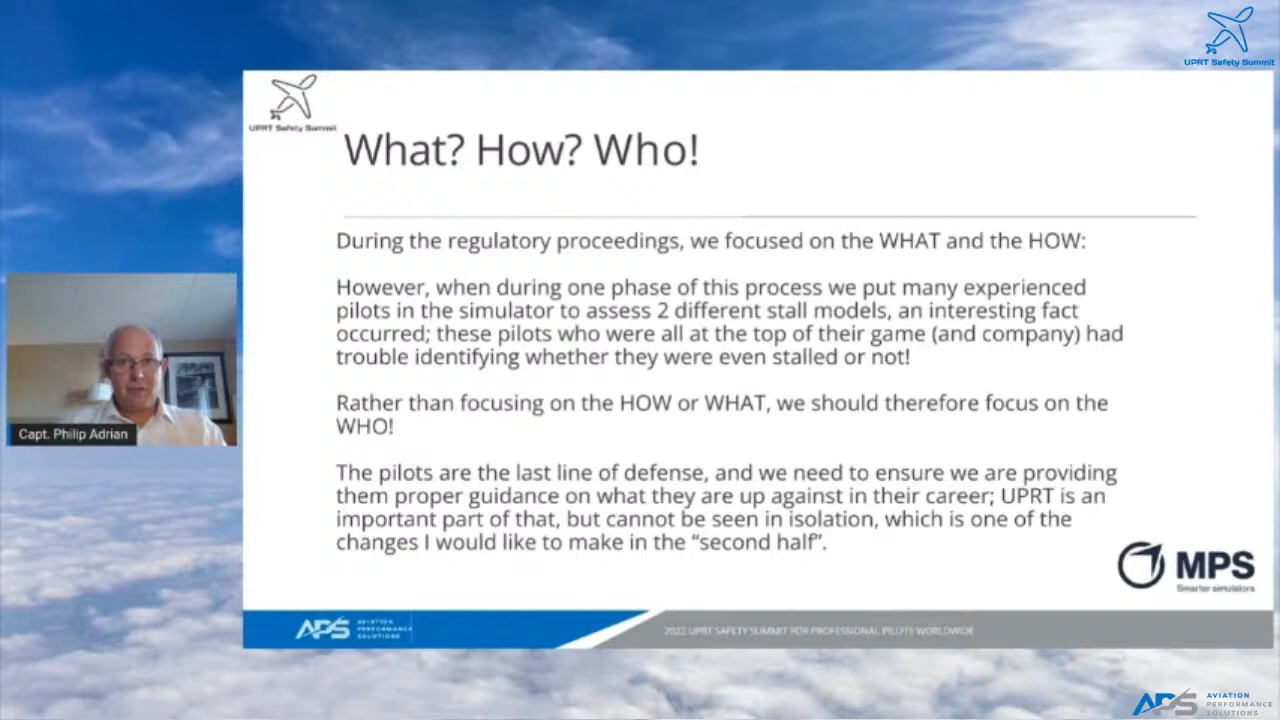 UPRT Safety Summit
UPRT Safety Summit
What? How? Who!
During the regulatory proceedings, we focused on the WHAT and the HOW:
However, when during one phase of this process we put many experienced
pilots in the simulator to assess 2 different stall models, an interesting fact
occurred; these pilots who were all at the top of their game (and company) had
trouble identifying whether they were even stalled or not!
Rather than focusing on the HOW or WHAT, we should therefore focus on the
WHO!
The pilots are the last line of defense, and we need to ensure we are providing
them proper guidance on what they are up against in their career; UPRT is an
important part of that, but cannot be seen in isolation, which is one of the
changes I would like to make in the “second half”.
Capt. Philip Adrian
MPS
Smarter simulators
APS
AVIATION
PERFORMANCE
SOLUTIONS
2022 UPRT SAFETY SUMMIT FOR PROFESSIONAL PILOTS WORLDWIDE
APS
AVIATION
PERFORMANCE
SOLUTIONS